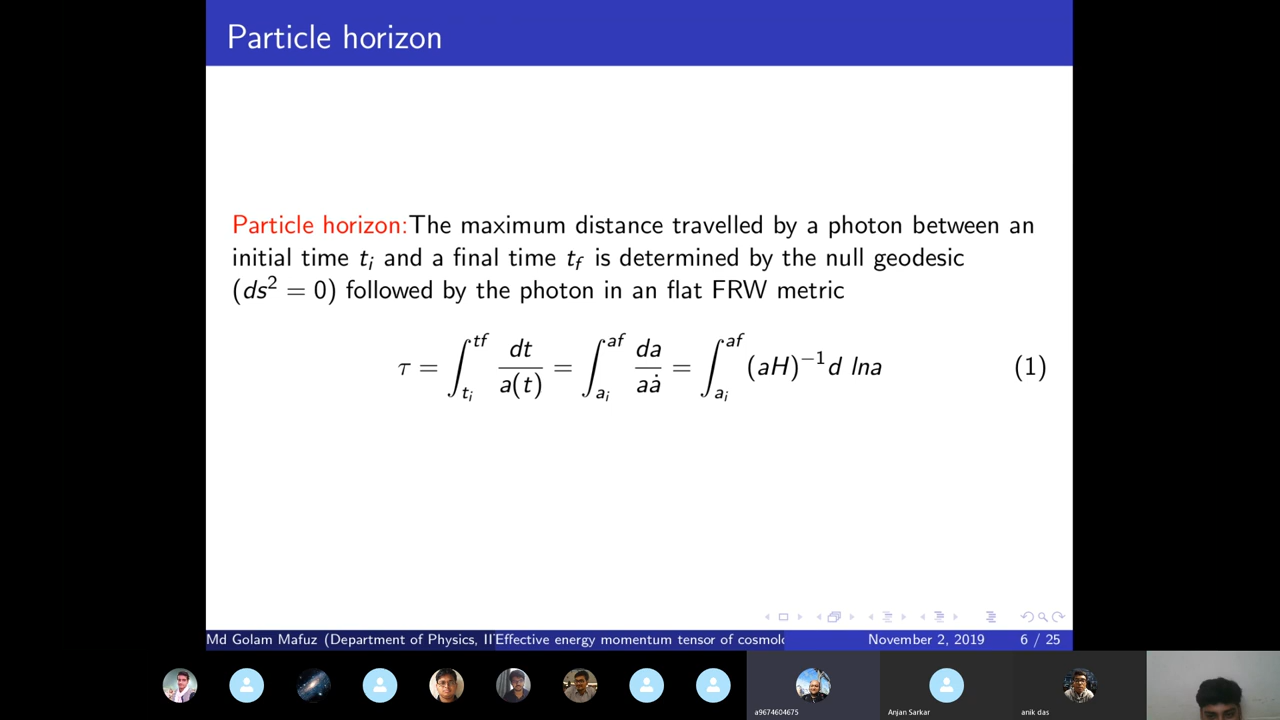 Particle horizon
Particle horizon:The maximum distance travelled by a photon between an
initial time t_i and a final time t_f is determined by the null geodesic
(ds² = 0) followed by the photon in an flat FRW metric
τ = ∫_{t_i}^{tf} dt/a(t) = ∫_{a_i}^{af} da/aȧ = ∫_{a_i}^{af} (aH)⁻¹d lna (1)
Md Golam Mafuz (Department of Physics, II Effective energy momentum tensor of cosmolo November 2, 2019 6 / 25
a9674604675 Anjan Sarkar anik das